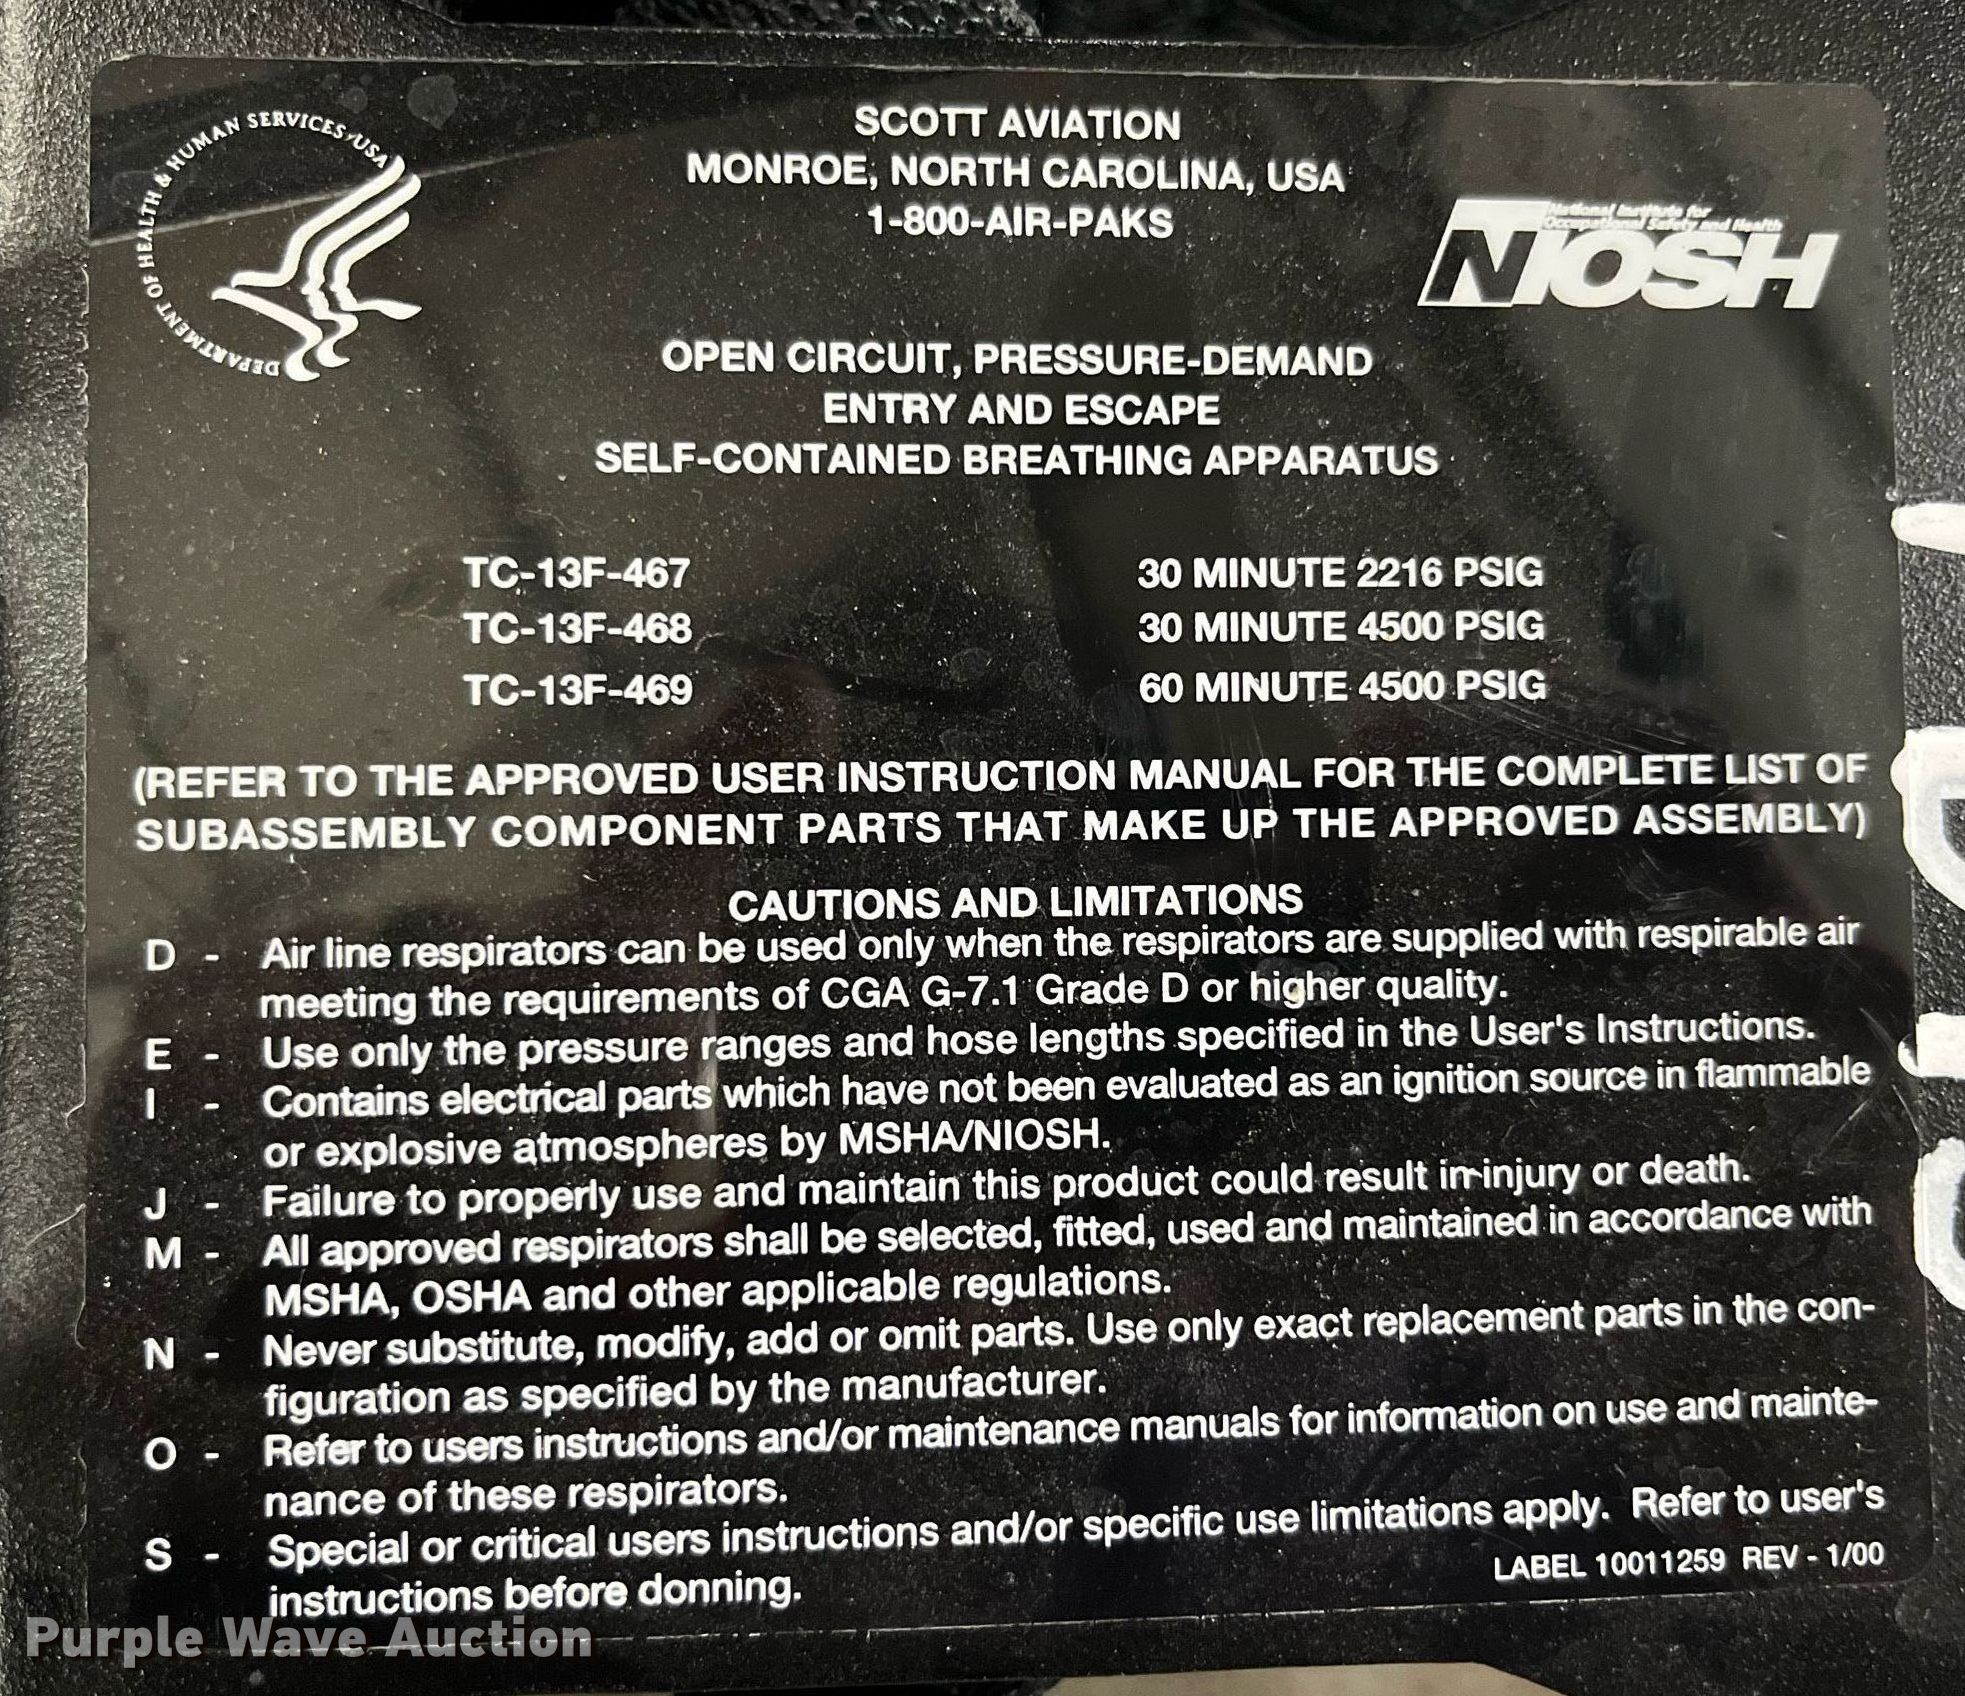 DEPARTMENT OF HEALTH & HUMAN SERVICES • USA
SCOTT AVIATION
MONROE, NORTH CAROLINA, USA
1-800-AIR-PAKS
National Institute for
Occupational Safety and Health
NIOSH
OPEN CIRCUIT, PRESSURE-DEMAND
ENTRY AND ESCAPE
SELF-CONTAINED BREATHING APPARATUS
TC-13F-467 30 MINUTE 2216 PSIG
TC-13F-468 30 MINUTE 4500 PSIG
TC-13F-469 60 MINUTE 4500 PSIG
(REFER TO THE APPROVED USER INSTRUCTION MANUAL FOR THE COMPLETE LIST OF
SUBASSEMBLY COMPONENT PARTS THAT MAKE UP THE APPROVED ASSEMBLY)
CAUTIONS AND LIMITATIONS
D - Air line respirators can be used only when the respirators are supplied with respirable air
meeting the requirements of CGA G-7.1 Grade D or higher quality.
E - Use only the pressure ranges and hose lengths specified in the User's Instructions.
I - Contains electrical parts which have not been evaluated as an ignition source in flammable
or explosive atmospheres by MSHA/NIOSH.
J - Failure to properly use and maintain this product could result in injury or death.
M - All approved respirators shall be selected, fitted, used and maintained in accordance with
MSHA, OSHA and other applicable regulations.
N - Never substitute, modify, add or omit parts. Use only exact replacement parts in the con-
figuration as specified by the manufacturer.
O - Refer to users instructions and/or maintenance manuals for information on use and mainte-
nance of these respirators.
S - Special or critical users instructions and/or specific use limitations apply. Refer to user's
instructions before donning.
LABEL 10011259 REV - 1/00
Purple Wave Auction